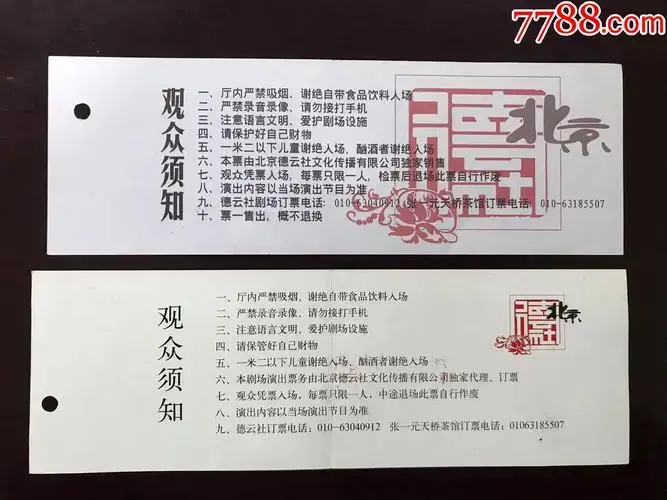 7788.com
观众须知
一、厅内严禁吸烟、谢绝自带食品饮料入场
二、严禁录音录像、请勿接打手机
三、注意语言文明、爱护剧场设施
四、请保护好自己财物
五、一米二以下儿童谢绝入场、酗酒者谢绝入场
六、本票由北京德云社文化传播有限公司独家销售
七、观众凭票入场，每票只限一人，检票后退场此票自行作废
八、演出内容以当场演出节目为准
九、德云社剧场订票电话：010-63040912 张一元天桥茶馆订票电话：010-63185507
十、票一售出，概不退换
北京
德云社
观众须知
一、厅内严禁吸烟、谢绝自带食品饮料入场
二、严禁录音录像、请勿接打手机
三、注意语言文明、爱护剧场设施
四、请保管好自己财物
五、一米二以下儿童谢绝入场、酗酒者谢绝入场
六、本剧场演出票务由北京德云社文化传播有限公司独家代理、订票
七、观众凭票入场，每票只限一人，中途退场此票自行作废
八、演出内容以当场演出节目为准
九、德云社订票电话：010-63040912 张一元天桥茶馆订票电话：01063185507
北京
德云社